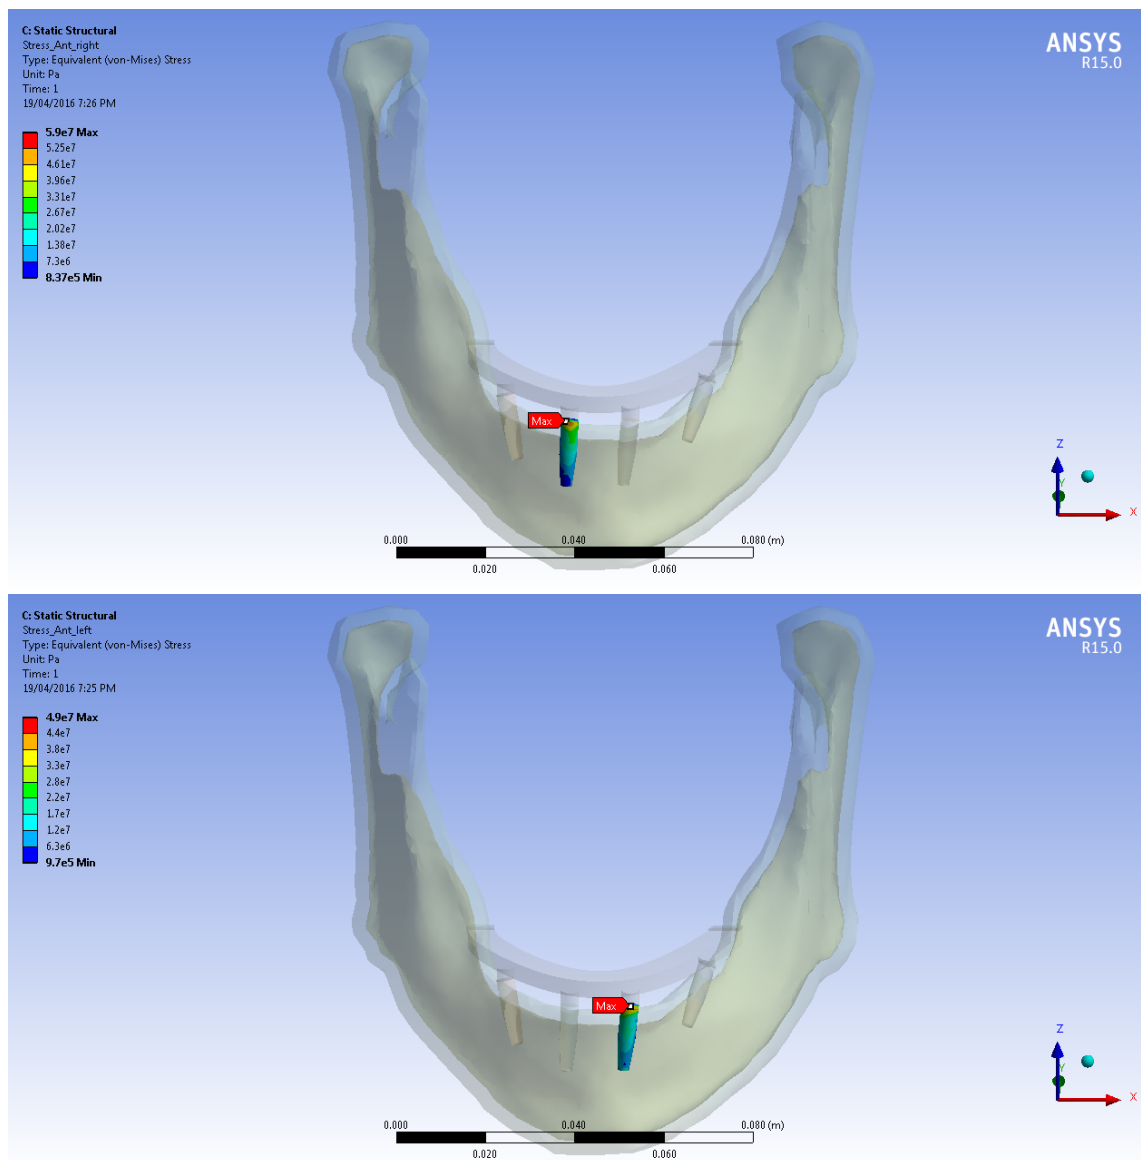 C: Static Structural
Stress_Ant_right
Type: Equivalent (von-Mises) Stress
Unit: Pa
Time: 1
19/04/2016 7:26 PM
ANSYS
R15.0
5.9e7 Max
5.25e7
4.61e7
3.96e7
3.31e7
2.67e7
2.02e7
1.38e7
7.3e6
8.37e5 Min
Max
Z
Y
X
0.000
0.040
0.080 (m)
0.020
0.060
C: Static Structural
Stress_Ant_left
Type: Equivalent (von-Mises) Stress
Unit: Pa
Time: 1
19/04/2016 7:25 PM
ANSYS
R15.0
4.9e7 Max
4.4e7
3.8e7
3.3e7
2.8e7
2.2e7
1.7e7
1.2e7
6.3e6
9.7e5 Min
Max
Z
Y
X
0.000
0.040
0.080 (m)
0.020
0.060